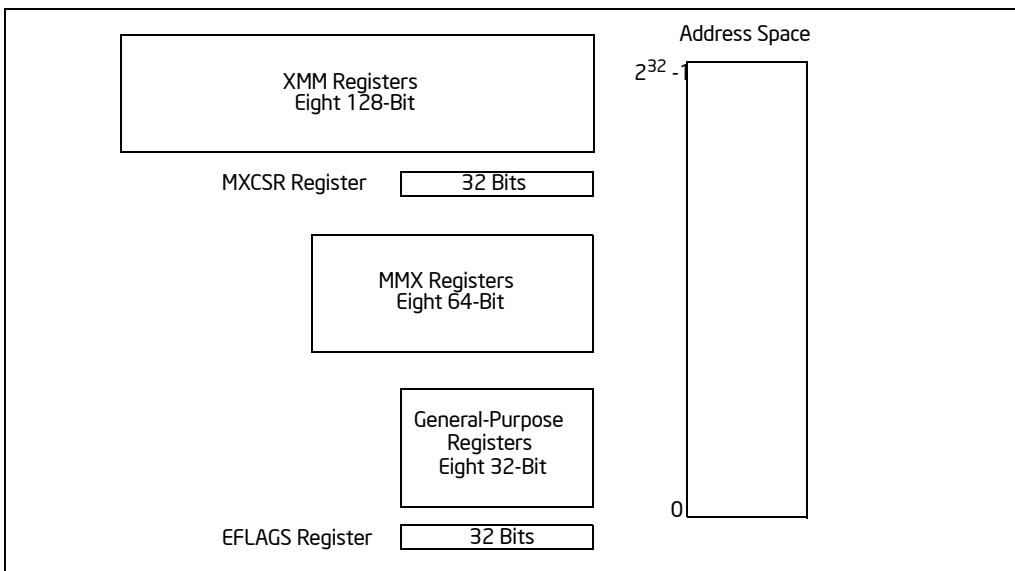 Address Space
XMM Registers
Eight 128-Bit
2^32 -1
MXCSR Register
32 Bits
MMX Registers
Eight 64-Bit
General-Purpose
Registers
Eight 32-Bit
0
EFLAGS Register
32 Bits